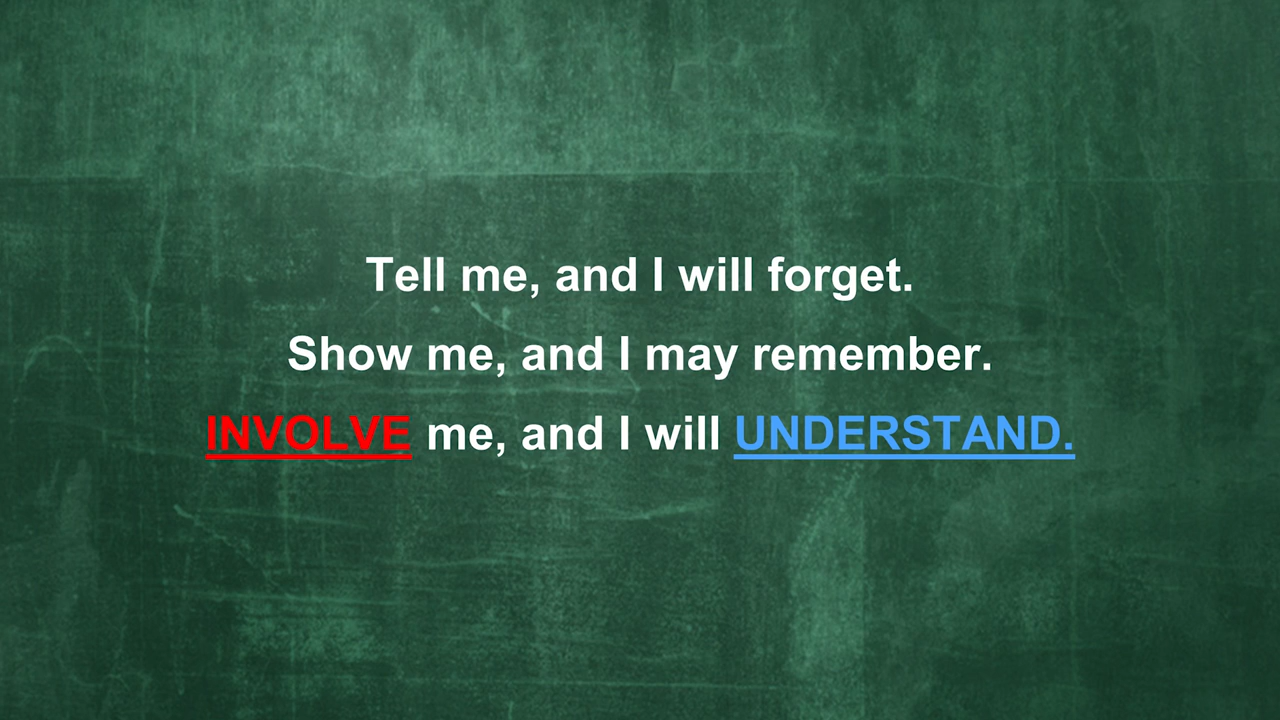 Tell me, and I will forget.
Show me, and I may remember.
INVOLVE me, and I will UNDERSTAND.